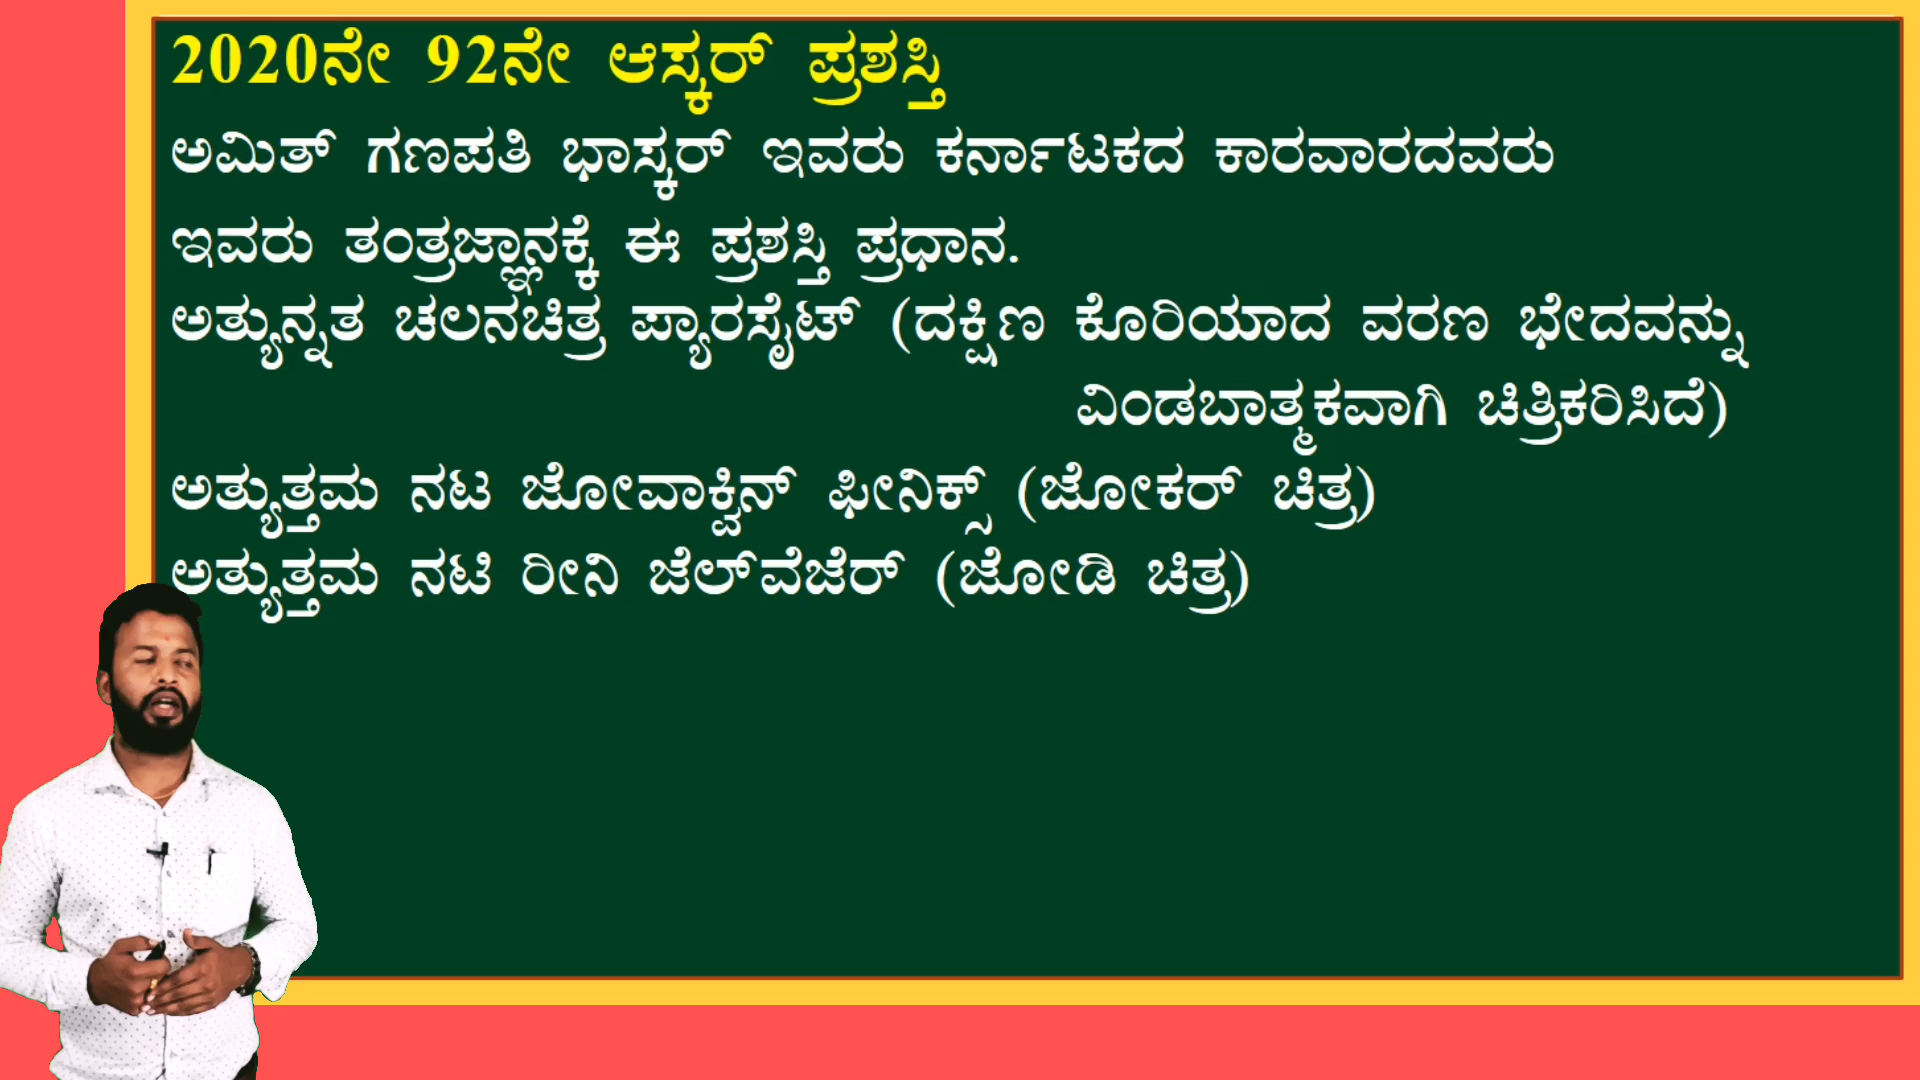 2020ನೇ 92ನೇ ಆಸ್ಕರ್ ಪ್ರಶಸ್ತಿ
ಅಮಿತ್ ಗಣಪತಿ ಭಾಸ್ಕರ್ ಇವರು ಕರ್ನಾಟಕದ ಕಾರವಾರದವರು
ಇವರು ತಂತ್ರಜ್ಞಾನಕ್ಕೆ ಈ ಪ್ರಶಸ್ತಿ ಪ್ರಧಾನ.
ಅತ್ಯುನ್ನತ ಚಲನಚಿತ್ರ ಪ್ಯಾರಸೈಟ್ (ದಕ್ಷಿಣ ಕೊರಿಯಾದ ವರಣ ಭೇದವನ್ನು
ವಿಂಡಬಾತ್ಮಕವಾಗಿ ಚಿತ್ರಿಕರಿಸಿದೆ)
ಅತ್ಯುತ್ತಮ ನಟ ಜೋವಾಕ್ವಿನ್ ಫೀನಿಕ್ಸ್ (ಜೋಕರ್ ಚಿತ್ರ)
ಅತ್ಯುತ್ತಮ ನಟಿ ರೀನಿ ಜೆಲ್‌ವೆಜೆರ್ (ಜೋಡಿ ಚಿತ್ರ)